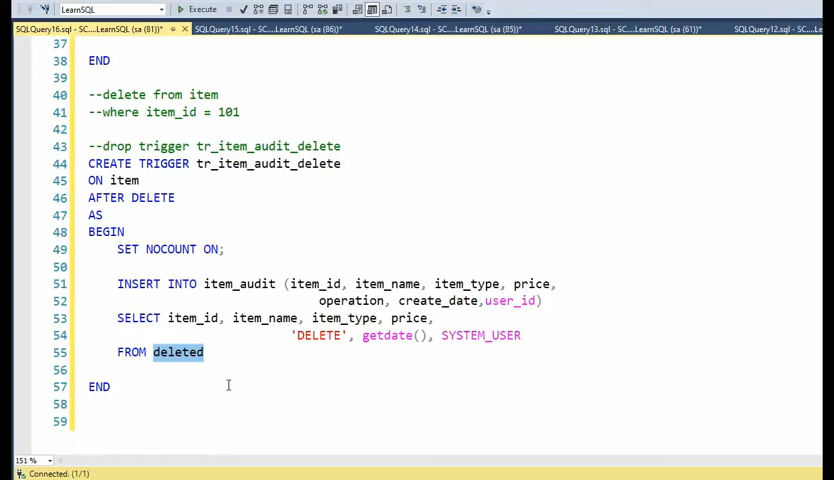 LearnSQL Execute
SQLQuery16.sql - SC....LearnSQL (sa (81))* SQLQuery15.sql - SC....LearnSQL (sa (86))* SQLQuery14.sql - SC....LearnSQL (sa (85))* SQLQuery13.sql - SC....LearnSQL (sa (61))* SQLQuery12.sql - SC....
37
38 END
39
40 --delete from item
41 --where item_id = 101
42
43 --drop trigger tr_item_audit_delete
44 CREATE TRIGGER tr_item_audit_delete
45 ON item
46 AFTER DELETE
47 AS
48 BEGIN
49 SET NOCOUNT ON;
50
51 INSERT INTO item_audit (item_id, item_name, item_type, price,
52 operation, create_date,user_id)
53 SELECT item_id, item_name, item_type, price,
54 'DELETE', getdate(), SYSTEM_USER
55 FROM deleted
56
57 END
58
59
151 %
Connected. (1/1)